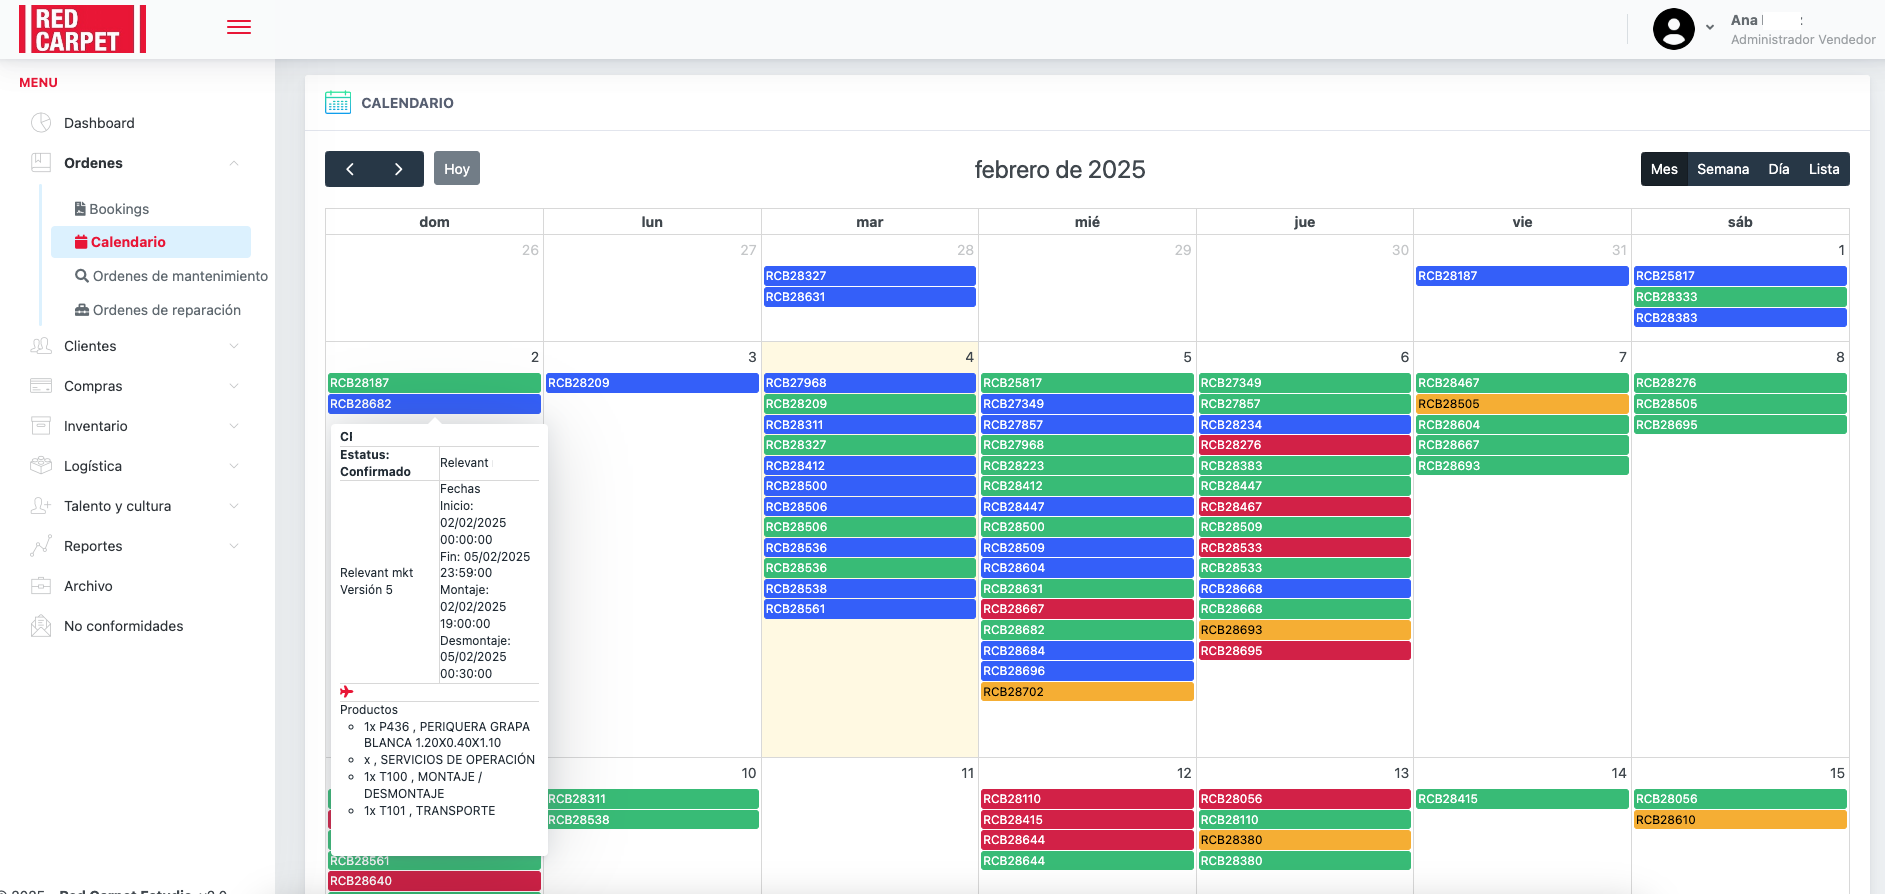 RED
CARPET
Ana
Administrador Vendedor
MENU
Dashboard
Ordenes
Bookings
Calendario
Ordenes de mantenimiento
Ordenes de reparación
Clientes
Compras
Inventario
Logística
Talento y cultura
Reportes
Archivo
No conformidades
CALENDARIO
Hoy
febrero de 2025
Mes Semana Día Lista
dom lun mar mié jue vie sáb
26
27
28
RCB28327
RCB28631
29
30
31
RCB28187
1
RCB25817
RCB28333
RCB28383
2
RCB28187
RCB28682
3
RCB28209
4
RCB27968
RCB28209
RCB28311
RCB28327
RCB28412
RCB28500
RCB28506
RCB28506
RCB28536
RCB28536
RCB28538
RCB28561
5
RCB25817
RCB27349
RCB27857
RCB27968
RCB28223
RCB28412
RCB28447
RCB28500
RCB28509
RCB28604
RCB28631
RCB28667
RCB28682
RCB28684
RCB28696
RCB28702
6
RCB27349
RCB27857
RCB28234
RCB28276
RCB28383
RCB28447
RCB28467
RCB28509
RCB28533
RCB28533
RCB28668
RCB28668
RCB28693
RCB28695
7
RCB28467
RCB28505
RCB28604
RCB28667
RCB28693
8
RCB28276
RCB28505
RCB28695
CI
Estatus:
Confirmado
Relevant
Relevant mkt
Versión 5
Fechas
Inicio:
02/02/2025
00:00:00
Fin: 05/02/2025
23:59:00
Montaje:
02/02/2025
19:00:00
Desmontaje:
05/02/2025
00:30:00
Productos
1x P436 , PERIQUERA GRAPA
BLANCA 1.20X0.40X1.10
x , SERVICIOS DE OPERACIÓN
1x T100 , MONTAJE /
DESMONTAJE
1x T101 , TRANSPORTE
RCB28561
RCB28640
10
RCB28311
RCB28538
11
12
RCB28110
RCB28415
RCB28644
RCB28644
13
RCB28056
RCB28110
RCB28380
RCB28380
14
RCB28415
15
RCB28056
RCB28610